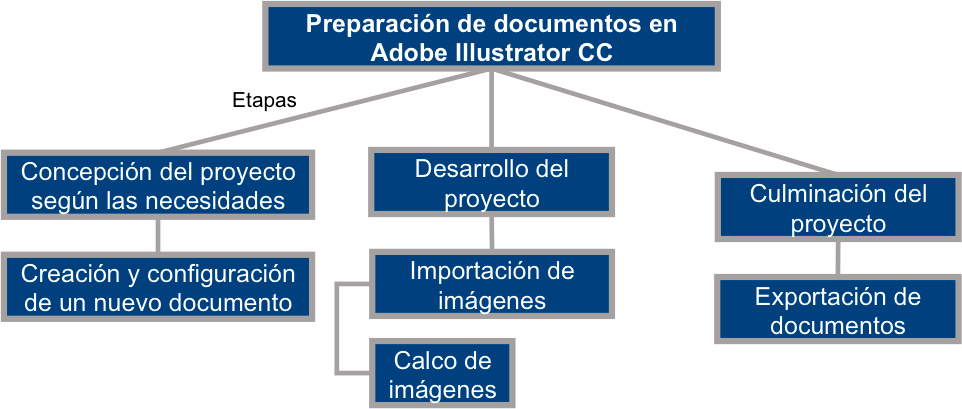 Preparación de documentos en
Adobe Illustrator CC
Etapas
Concepción del proyecto
según las necesidades
Creación y configuración
de un nuevo documento
Desarrollo del
proyecto
Importación de
imágenes
Calco de
imágenes
Culminación del
proyecto
Exportación de
documentos